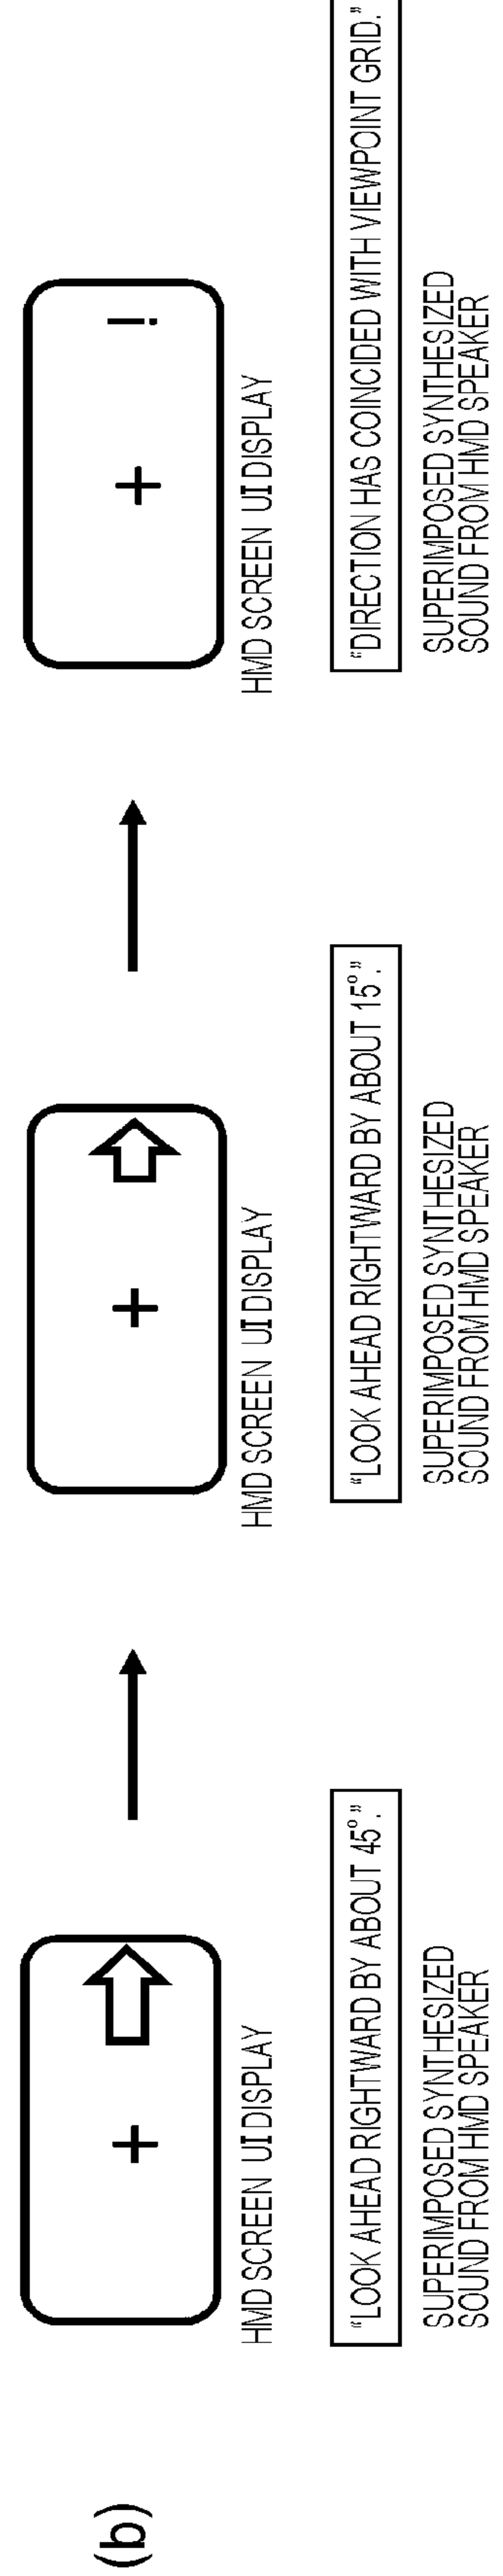 (b)
+
HMD SCREEN UI DISPLAY
“LOOK AHEAD RIGHTWARD BY ABOUT 45°.”
SUPERIMPOSED SYNTHESIZED
SOUND FROM HMD SPEAKER
+
HMD SCREEN UI DISPLAY
“LOOK AHEAD RIGHTWARD BY ABOUT 15°.”
SUPERIMPOSED SYNTHESIZED
SOUND FROM HMD SPEAKER
+ i
HMD SCREEN UI DISPLAY
“DIRECTION HAS COINCIDED WITH VIEWPOINT GRID.”
SUPERIMPOSED SYNTHESIZED
SOUND FROM HMD SPEAKER